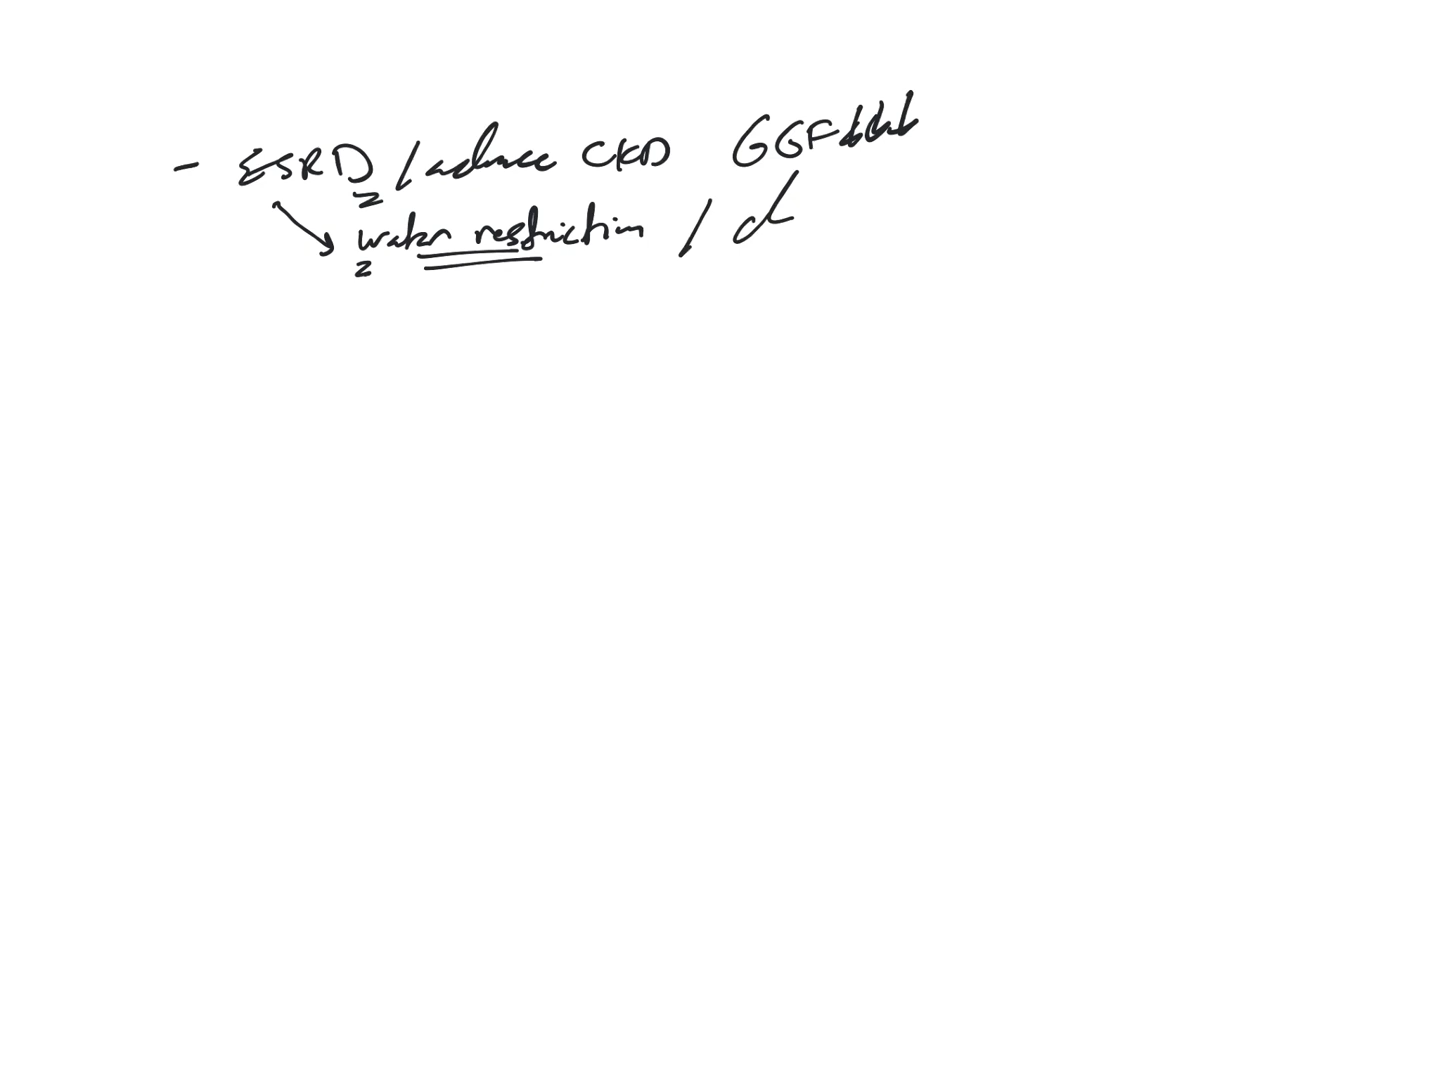 - ESRD / advance CKD GGF
→ water restriction / d